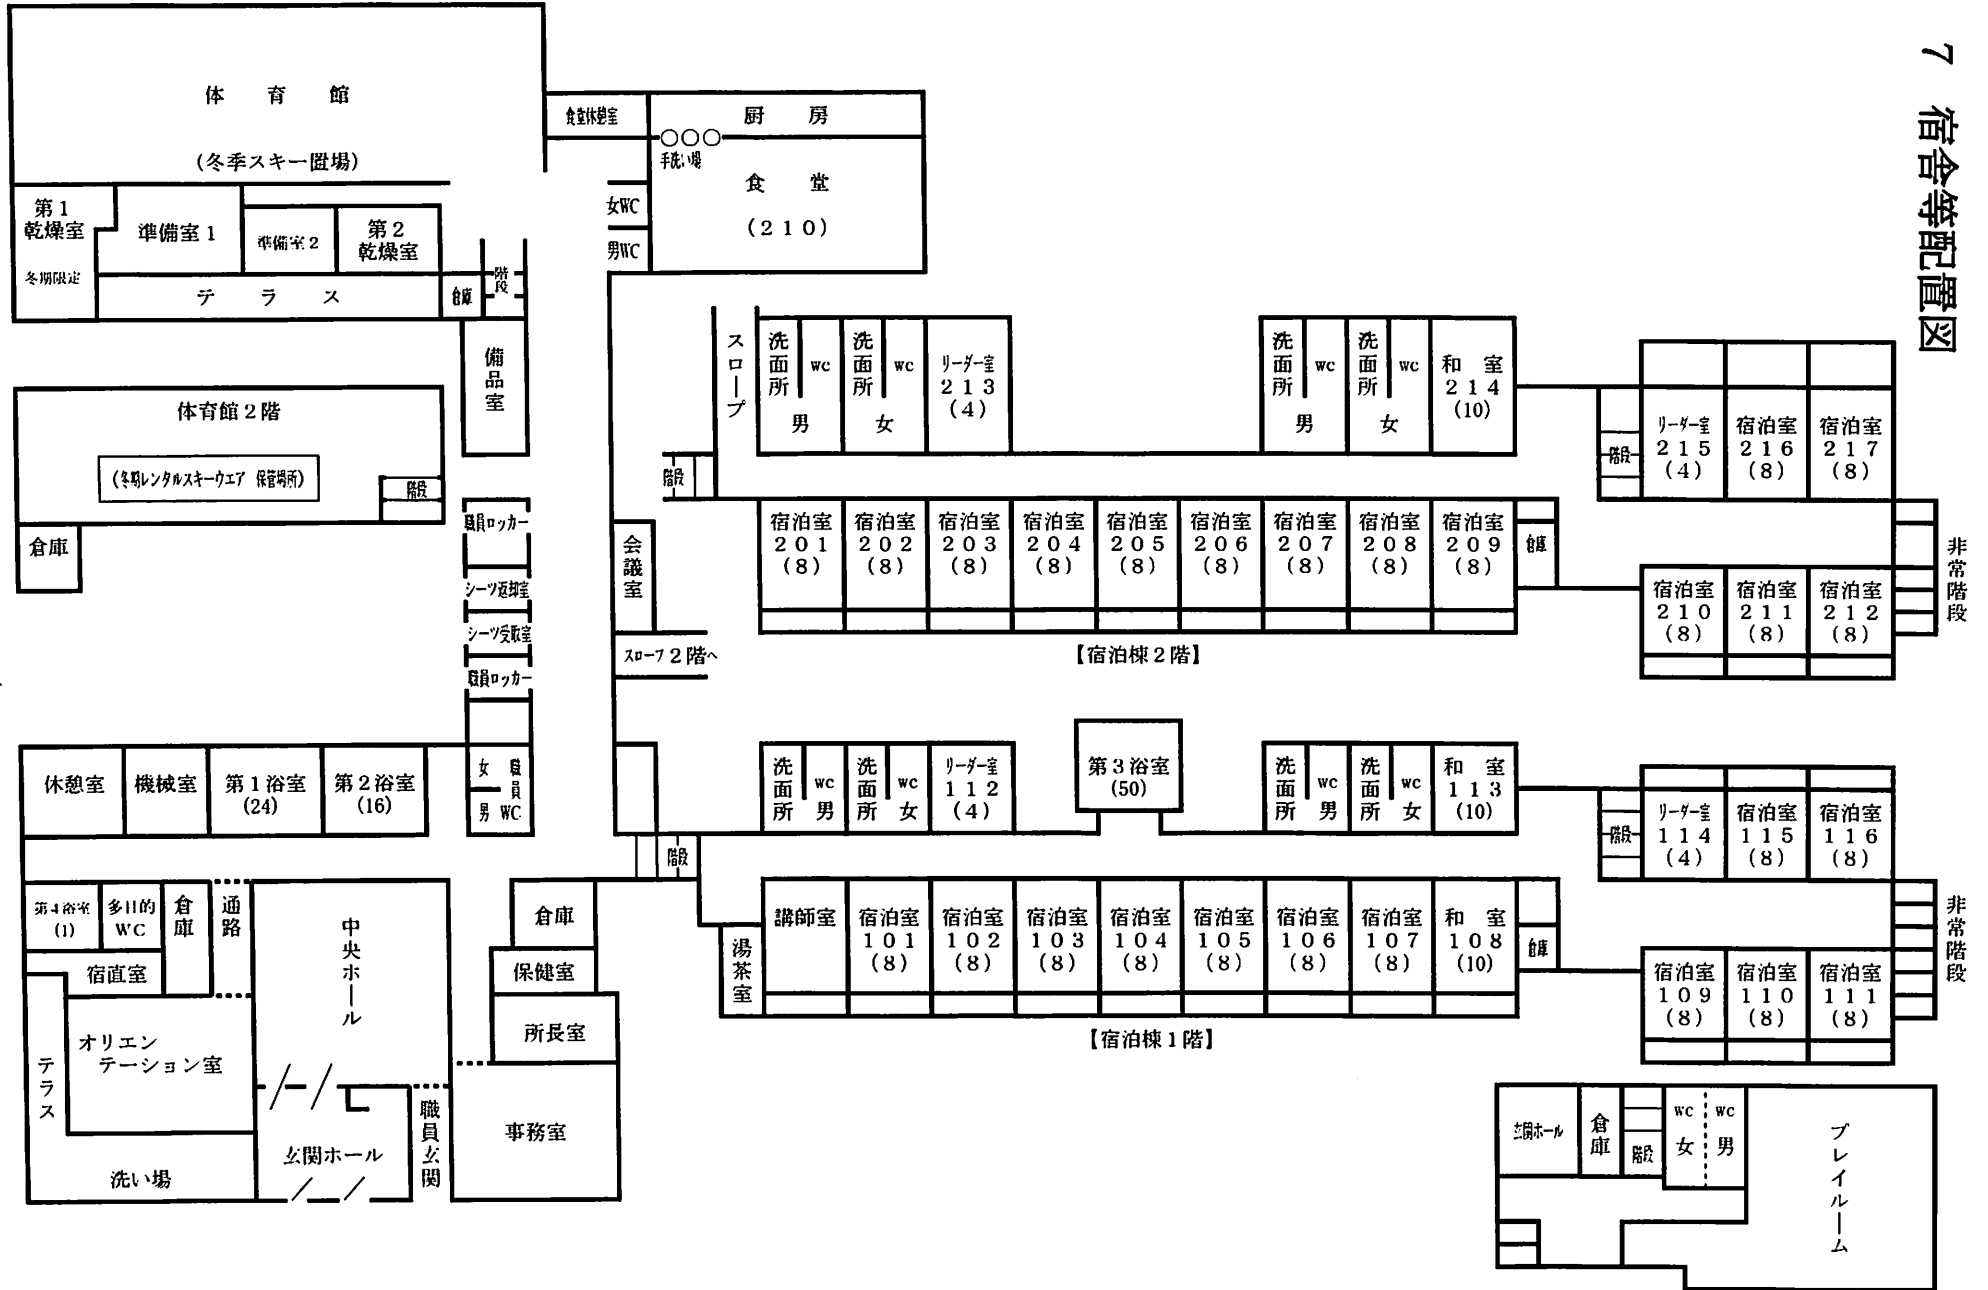 7 宿舎等配置図
体育館
(冬季スキー置場)
食堂休憩室
厨房
手洗い場
食堂
(210)
女WC
男WC
第1
乾燥室
冬期限定
準備室1
準備室2
第2
乾燥室
テラス
倉庫
階段
備品室
体育館2階
(冬期レンタルスキーウエア 保管場所)
階段
倉庫
職員ロッカー
シーツ返却室
シーツ受取室
職員ロッカー
会議室
スロープ2階へ
スロープ
階段
洗面所
WC
男
洗面所
WC
女
リーダー室
213
(4)
洗面所
WC
男
洗面所
WC
女
和室
214
(10)
階段
リーダー室
215
(4)
宿泊室
216
(8)
宿泊室
217
(8)
宿泊室
201
(8)
宿泊室
202
(8)
宿泊室
203
(8)
宿泊室
204
(8)
宿泊室
205
(8)
宿泊室
206
(8)
宿泊室
207
(8)
宿泊室
208
(8)
宿泊室
209
(8)
倉庫
宿泊室
210
(8)
宿泊室
211
(8)
宿泊室
212
(8)
非常階段
【宿泊棟2階】
休憩室
機械室
第1浴室
(24)
第2浴室
(16)
女
男
職員
WC
階段
洗面所
WC
男
洗面所
WC
女
リーダー室
112
(4)
第3浴室
(50)
洗面所
WC
男
洗面所
WC
女
和室
113
(10)
階段
リーダー室
114
(4)
宿泊室
115
(8)
宿泊室
116
(8)
第4浴室
(1)
多目的
WC
倉庫
通路
宿直室
中央ホール
倉庫
保健室
所長室
事務室
湯茶室
講師室
宿泊室
101
(8)
宿泊室
102
(8)
宿泊室
103
(8)
宿泊室
104
(8)
宿泊室
105
(8)
宿泊室
106
(8)
宿泊室
107
(8)
和室
108
(10)
倉庫
宿泊室
109
(8)
宿泊室
110
(8)
宿泊室
111
(8)
非常階段
【宿泊棟1階】
オリエン
テーション室
テラス
洗い場
玄関ホール
職員玄関
玄関ホール
倉庫
階段
WC
女
WC
男
プレイルーム